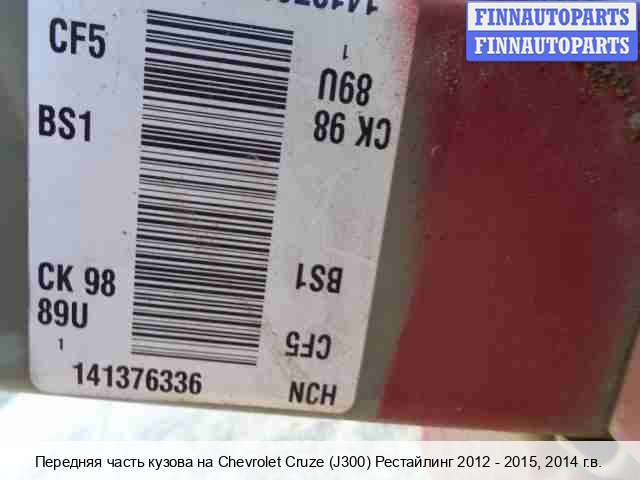 FINNAUTOPARTS
FINNAUTOPARTS
CF5
BS1
CK 98
89U
1
141376336
NCH
CF5
BS1
CK 98
89U
1
Передняя часть кузова на Chevrolet Cruze (J300) Рестайлинг 2012 - 2015, 2014 г.в.